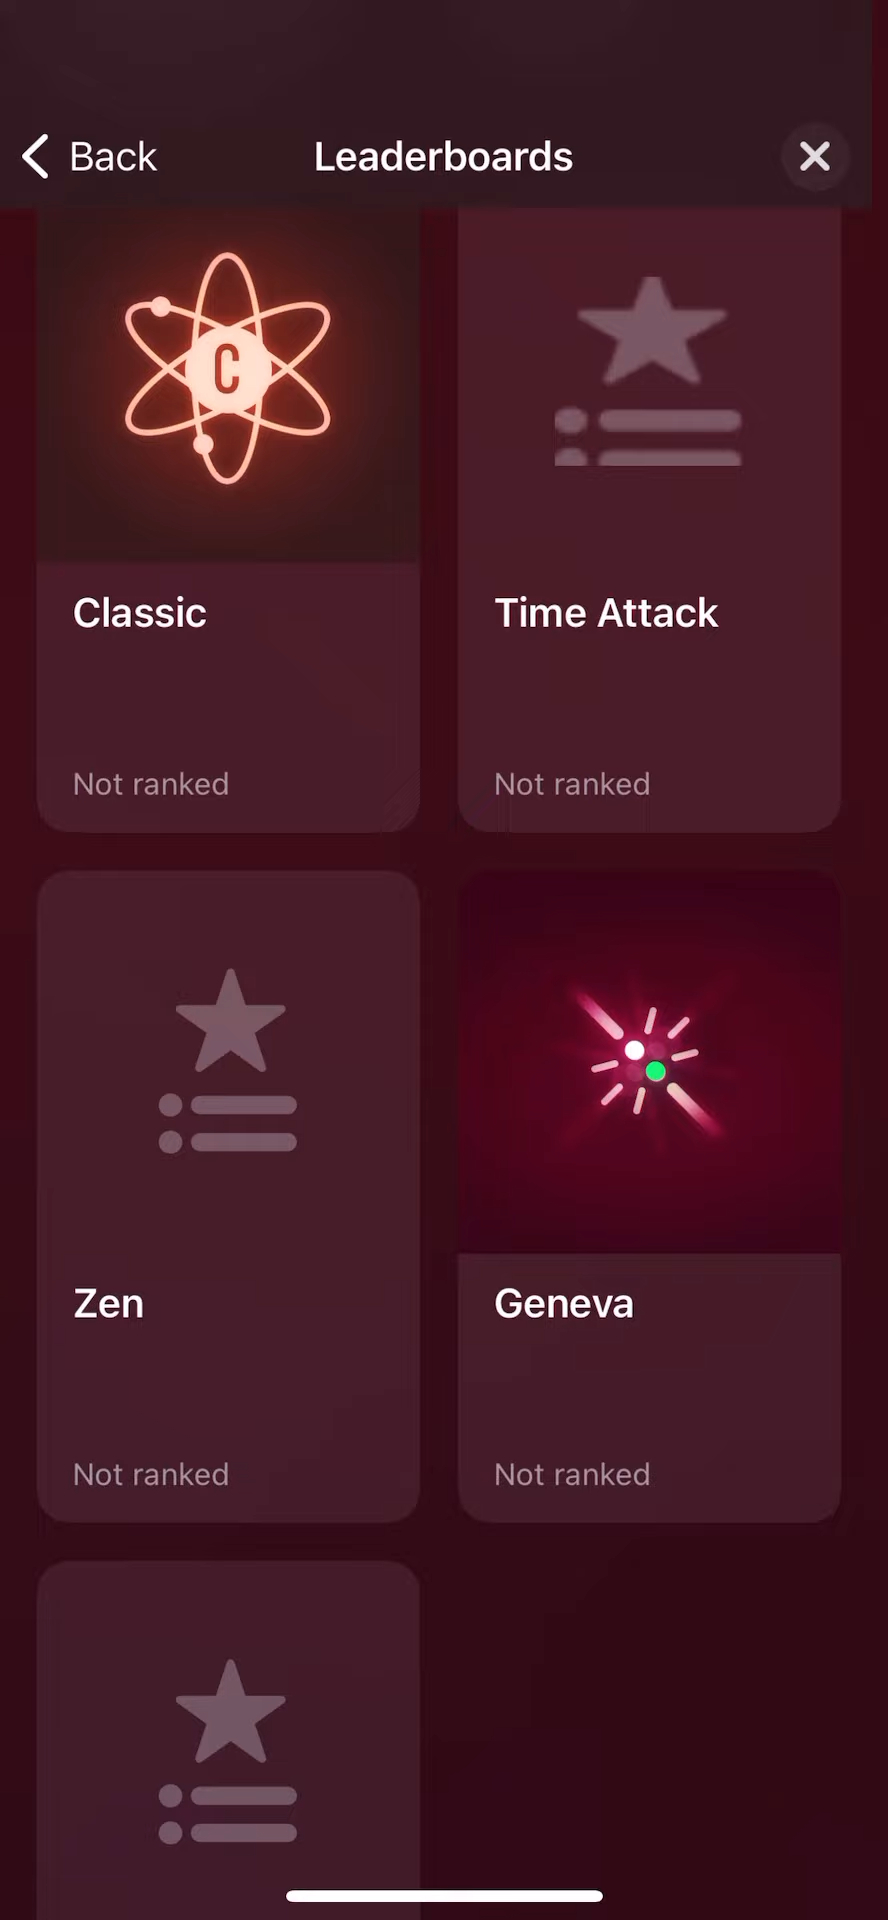 Back
Leaderboards
C
Classic
Time Attack
Not ranked
Not ranked
Zen
Geneva
Not ranked
Not ranked